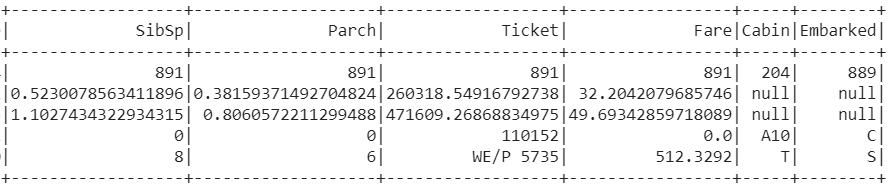 +------------------+-------------------+------------------+-----------------+-----+--------+
| SibSp| Parch| Ticket| Fare|Cabin|Embarked|
+------------------+-------------------+------------------+-----------------+-----+--------+
| 891| 891| 891| 891| 204| 889|
|0.5230078563411896|0.38159371492704824|260318.54916792738| 32.2042079685746| null| null|
|1.1027434322934315| 0.8060572211299488|471609.26868834975|49.69342859718089| null| null|
| 0| 0| 110152| 0.0| A10| C|
| 8| 6| WE/P 5735| 512.3292| T| S|
+------------------+-------------------+------------------+-----------------+-----+--------+